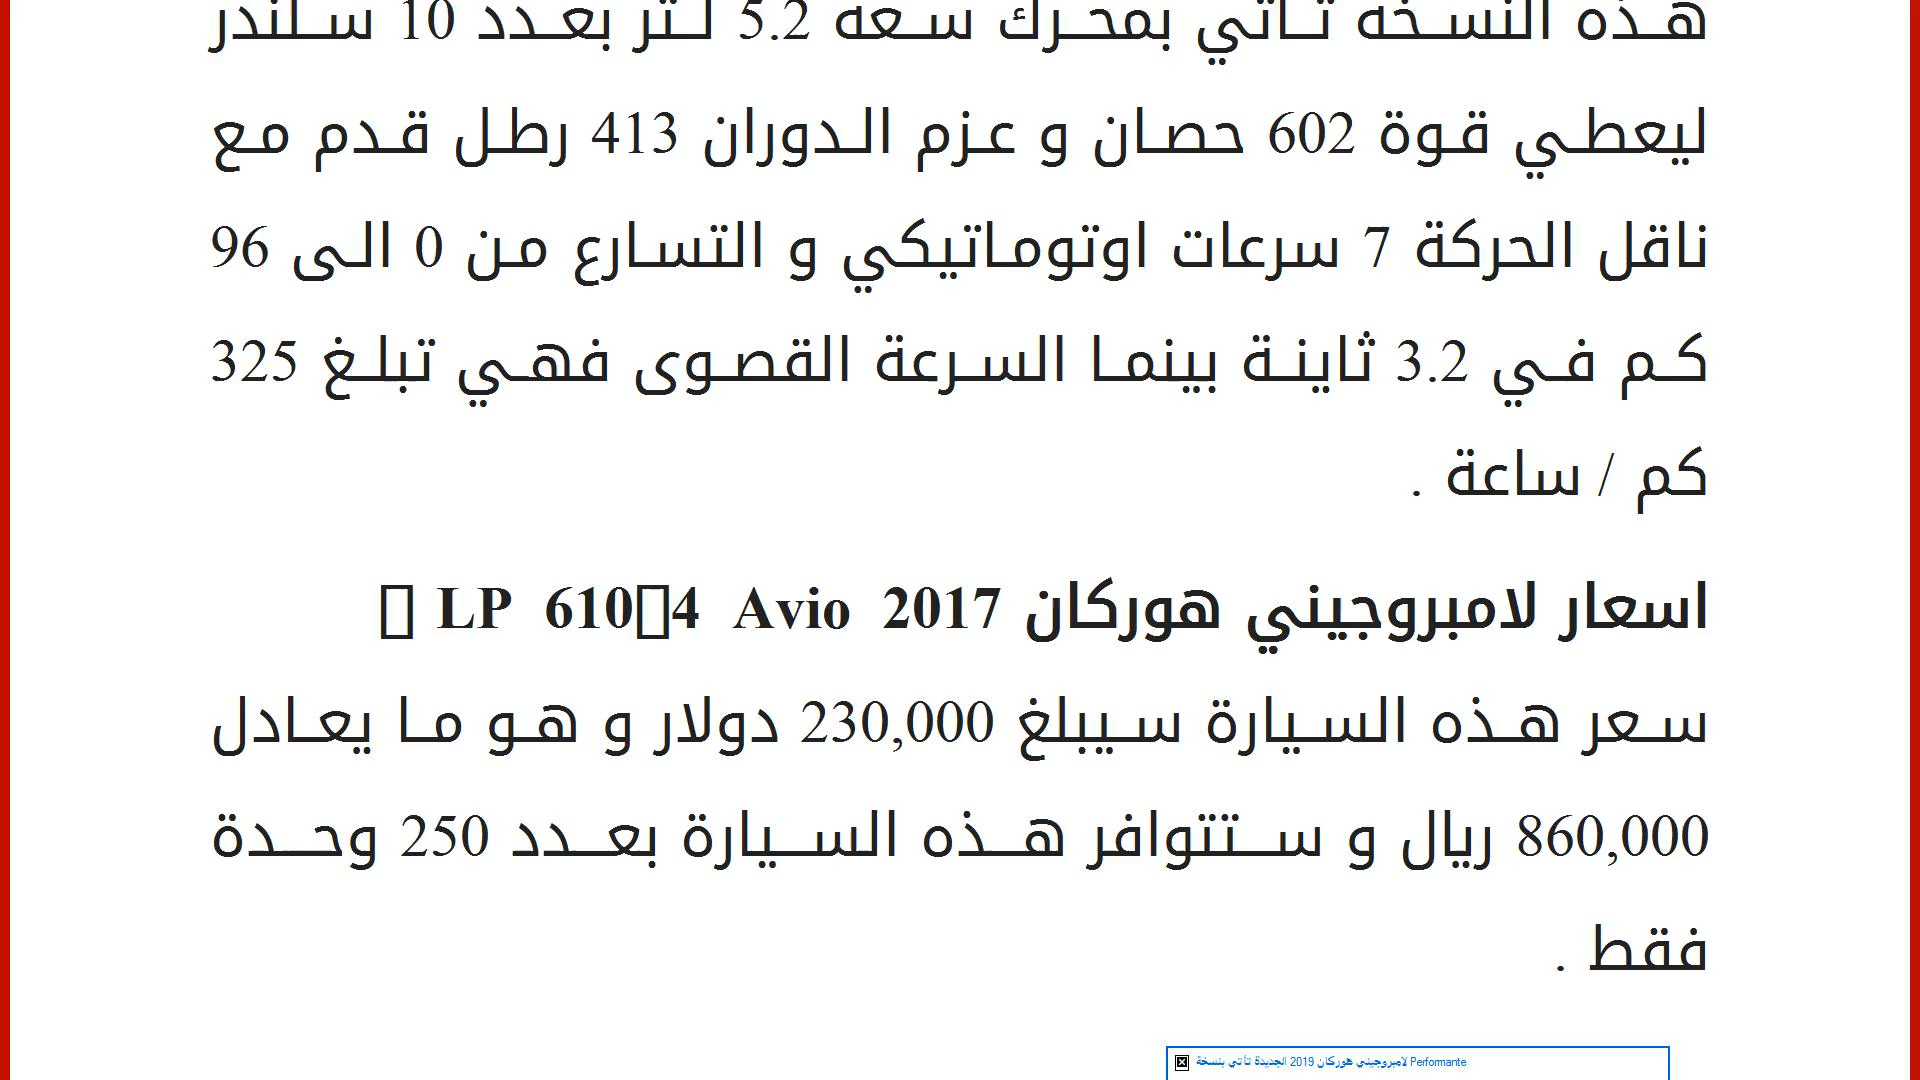 هذه النسخة تأتي بمحرك سعة 5.2 لتر بعدد 10 سلندر
ليعطي قوة 602 حصان و عزم الدوران 413 رطل قدم مع
ناقل الحركة 7 سرعات اوتوماتيكي و التسارع من 0 الى 96
كم في 3.2 ثاينة بينما السرعة القصوى فهي تبلغ 325
كم / ساعة .
اسعار لامبروجيني هوركان LP 610▯4 Avio 2017 ▯
سعر هذه السيارة سيبلغ 230,000 دولار و هو ما يعادل
860,000 ريال و ستتوافر هذه السيارة بعدد 250 وحدة
فقط .
لامبروجيني هوركان 2019 الجديدة تأتي بنسخة Performante